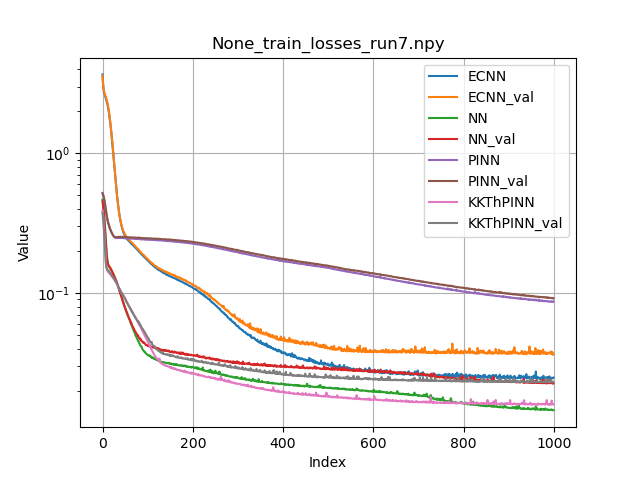 None_train_losses_run7.npy
ECNN
ECNN_val
NN
NN_val
PINN
PINN_val
KKThPINN
KKThPINN_val
Value
10⁰
10⁻¹
0
200
400
600
800
1000
Index